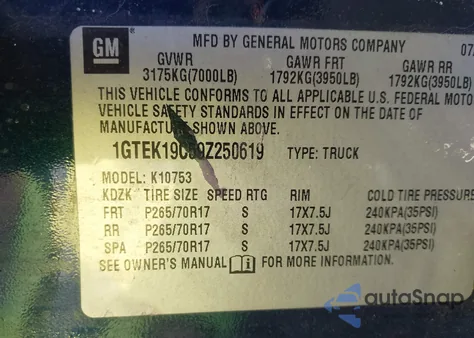 GM
MFD BY GENERAL MOTORS COMPANY 07
GVWR GAWR FRT GAWR RR
3175KG(7000LB) 1792KG(3950LB) 1792KG(3950LB)
THIS VEHICLE CONFORMS TO ALL APPLICABLE U.S. FEDERAL MOTOR
VEHICLE SAFETY STANDARDS IN EFFECT ON THE DATE OF
MANUFACTURE SHOWN ABOVE.
TYPE: TRUCK
MODEL: K10753
KDZK TIRE SIZE SPEED RTG RIM COLD TIRE PRESSURE
FRT P265/70R17 S 17X7.5J 240KPA(35PSI)
RR P265/70R17 S 17X7.5J 240KPA(35PSI)
SPA P265/70R17 S 17X7.5J 240KPA(35PSI)
SEE OWNER'S MANUAL FOR MORE INFORMATION.
autoSnap